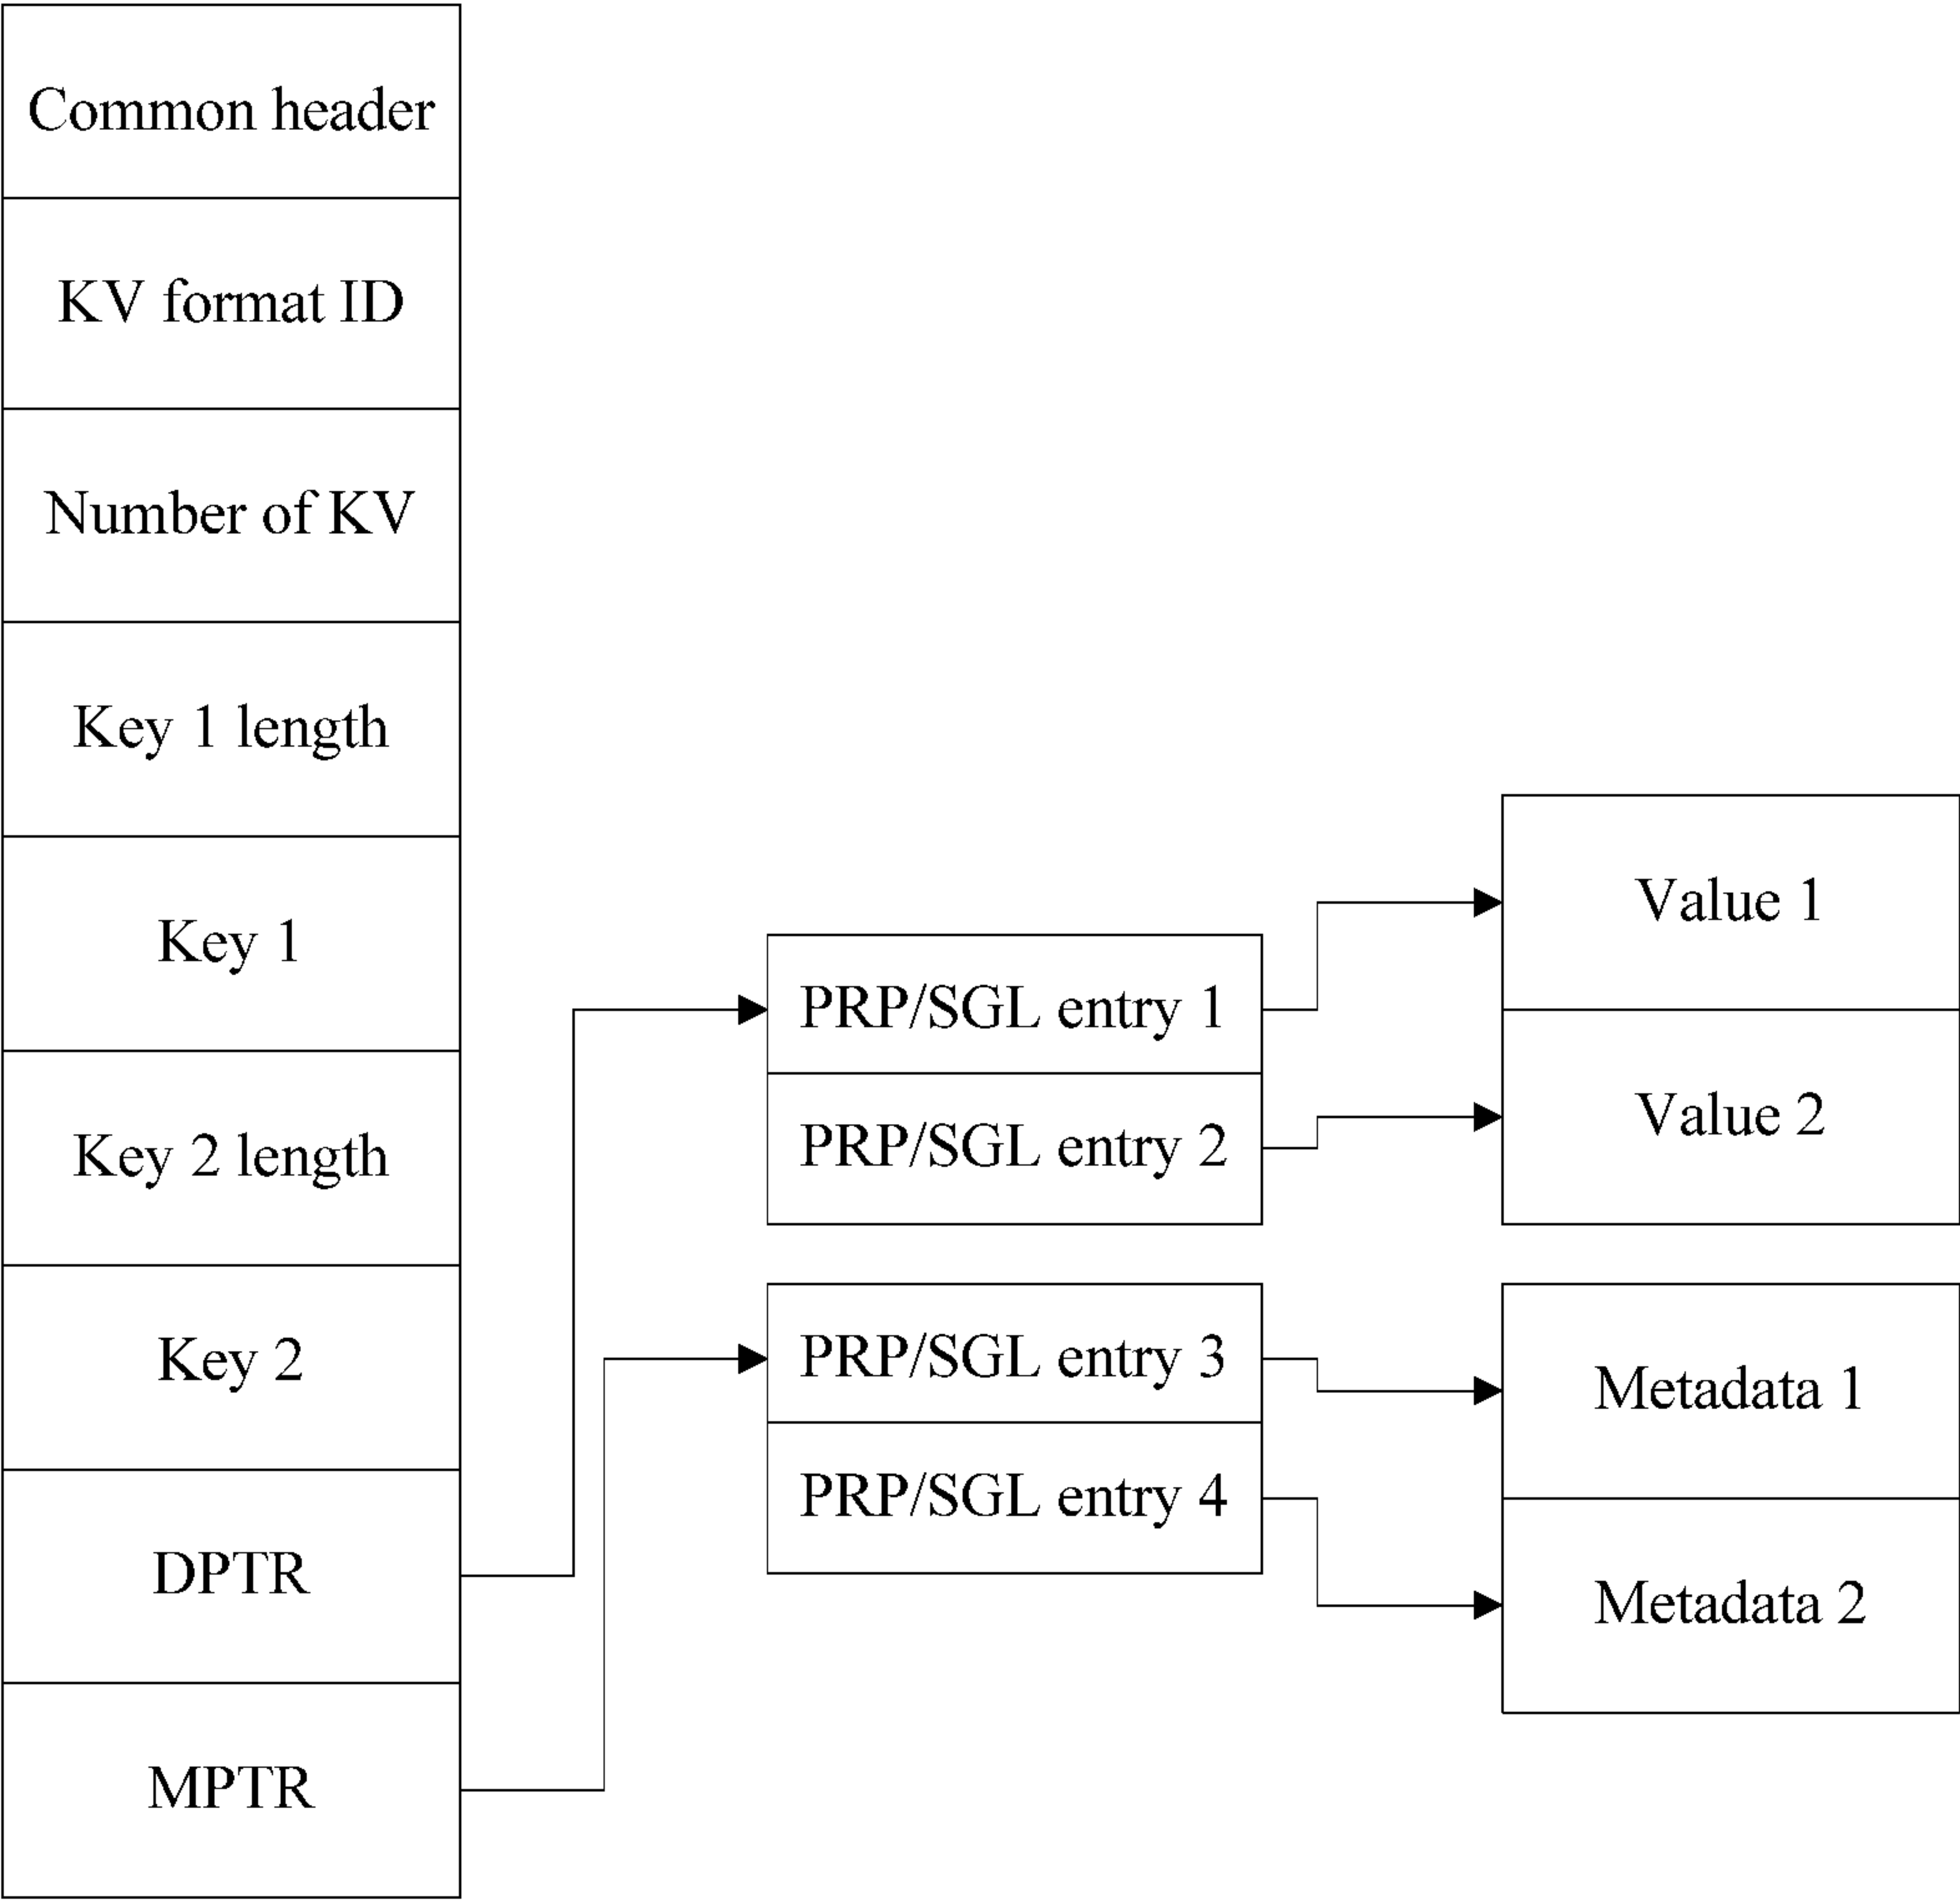 Common header
KV format ID
Number of KV
Key 1 length
Key 1
Key 2 length
Key 2
DPTR
MPTR
PRP/SGL entry 1
PRP/SGL entry 2
PRP/SGL entry 3
PRP/SGL entry 4
Value 1
Value 2
Metadata 1
Metadata 2